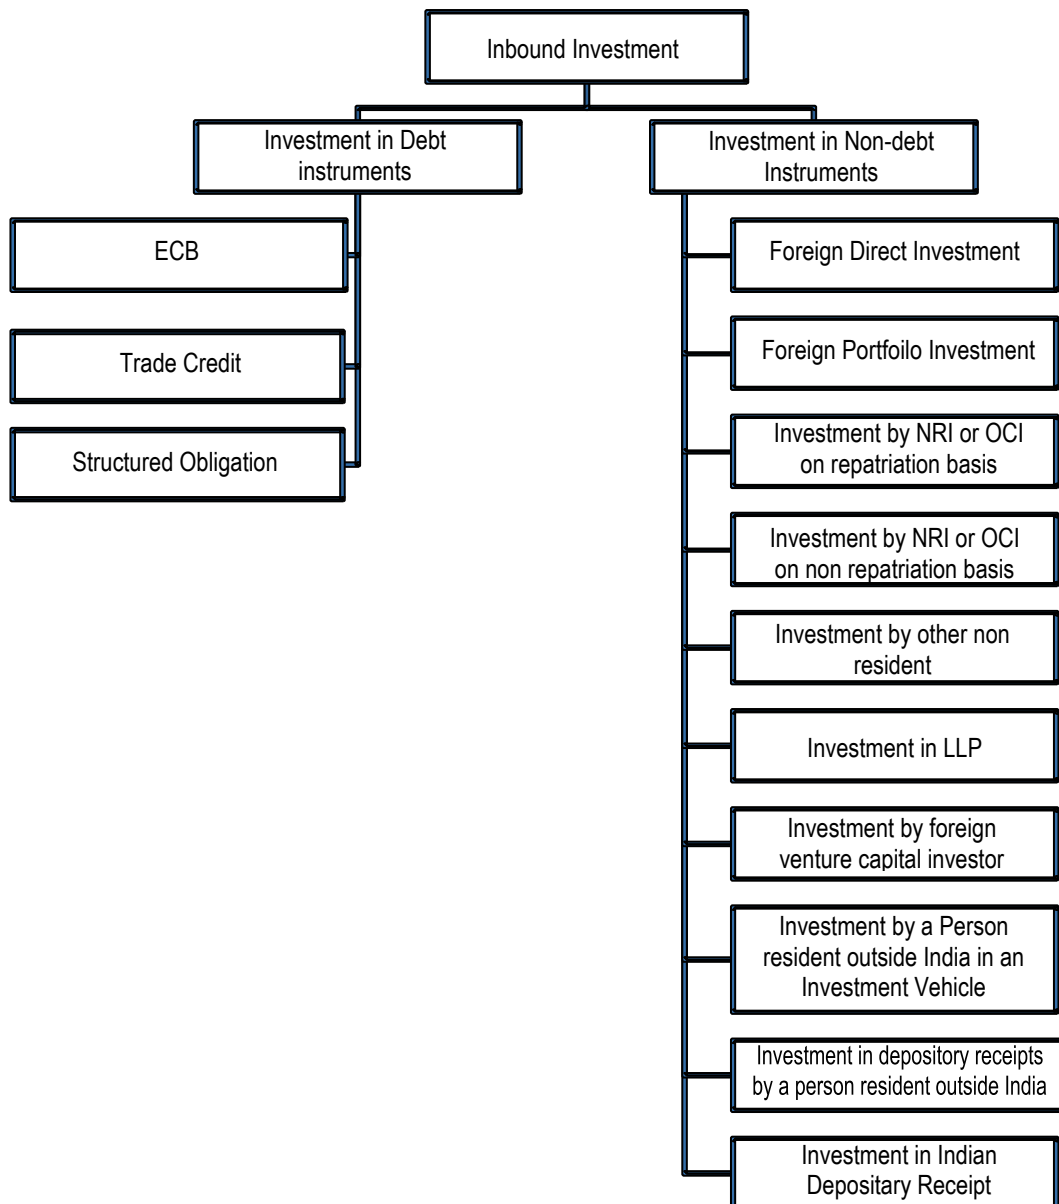 Inbound Investment
Investment in Debt
instruments
Investment in Non-debt
Instruments
ECB
Trade Credit
Structured Obligation
Foreign Direct Investment
Foreign Portfoilo Investment
Investment by NRI or OCI
on repatriation basis
Investment by NRI or OCI
on non repatriation basis
Investment by other non
resident
Investment in LLP
Investment by foreign
venture capital investor
Investment by a Person
resident outside India in an
Investment Vehicle
Investment in depository receipts
by a person resident outside India
Investment in Indian
Depositary Receipt